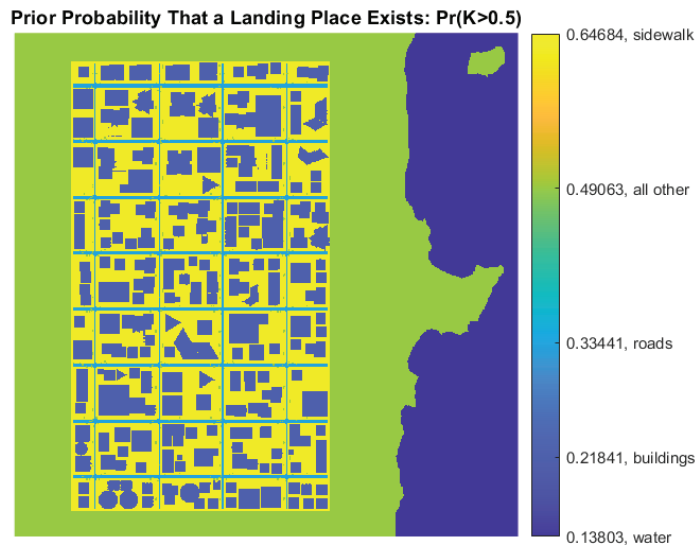 Prior Probability That a Landing Place Exists: Pr(K>0.5)
0.64684, sidewalk
0.49063, all other
0.33441, roads
0.21841, buildings
0.13803, water